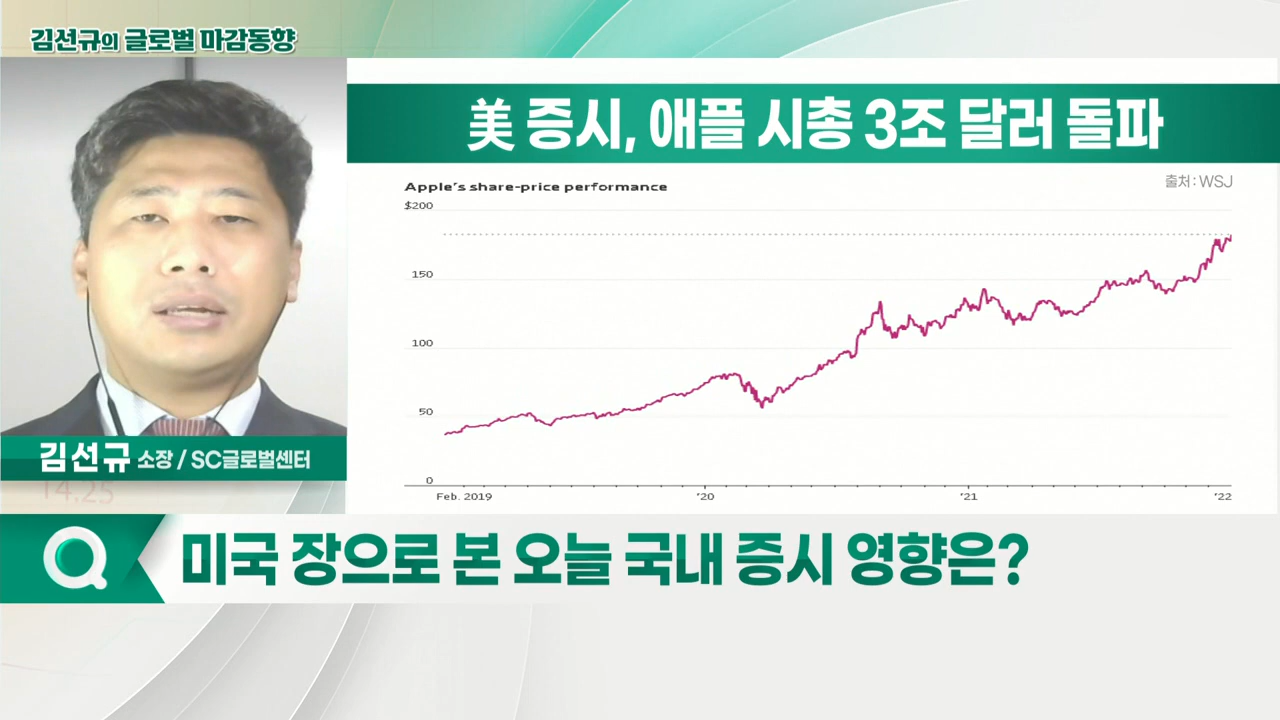 김선규의 글로벌 마감동향
美 증시, 애플 시총 3조 달러 돌파
Apple's share-price performance
출처: WSJ
$200
150
100
50
0
Feb. 2019
'20
'21
'22
김선규 소장 / SC글로벌센터
14.25
Q
미국 장으로 본 오늘 국내 증시 영향은?